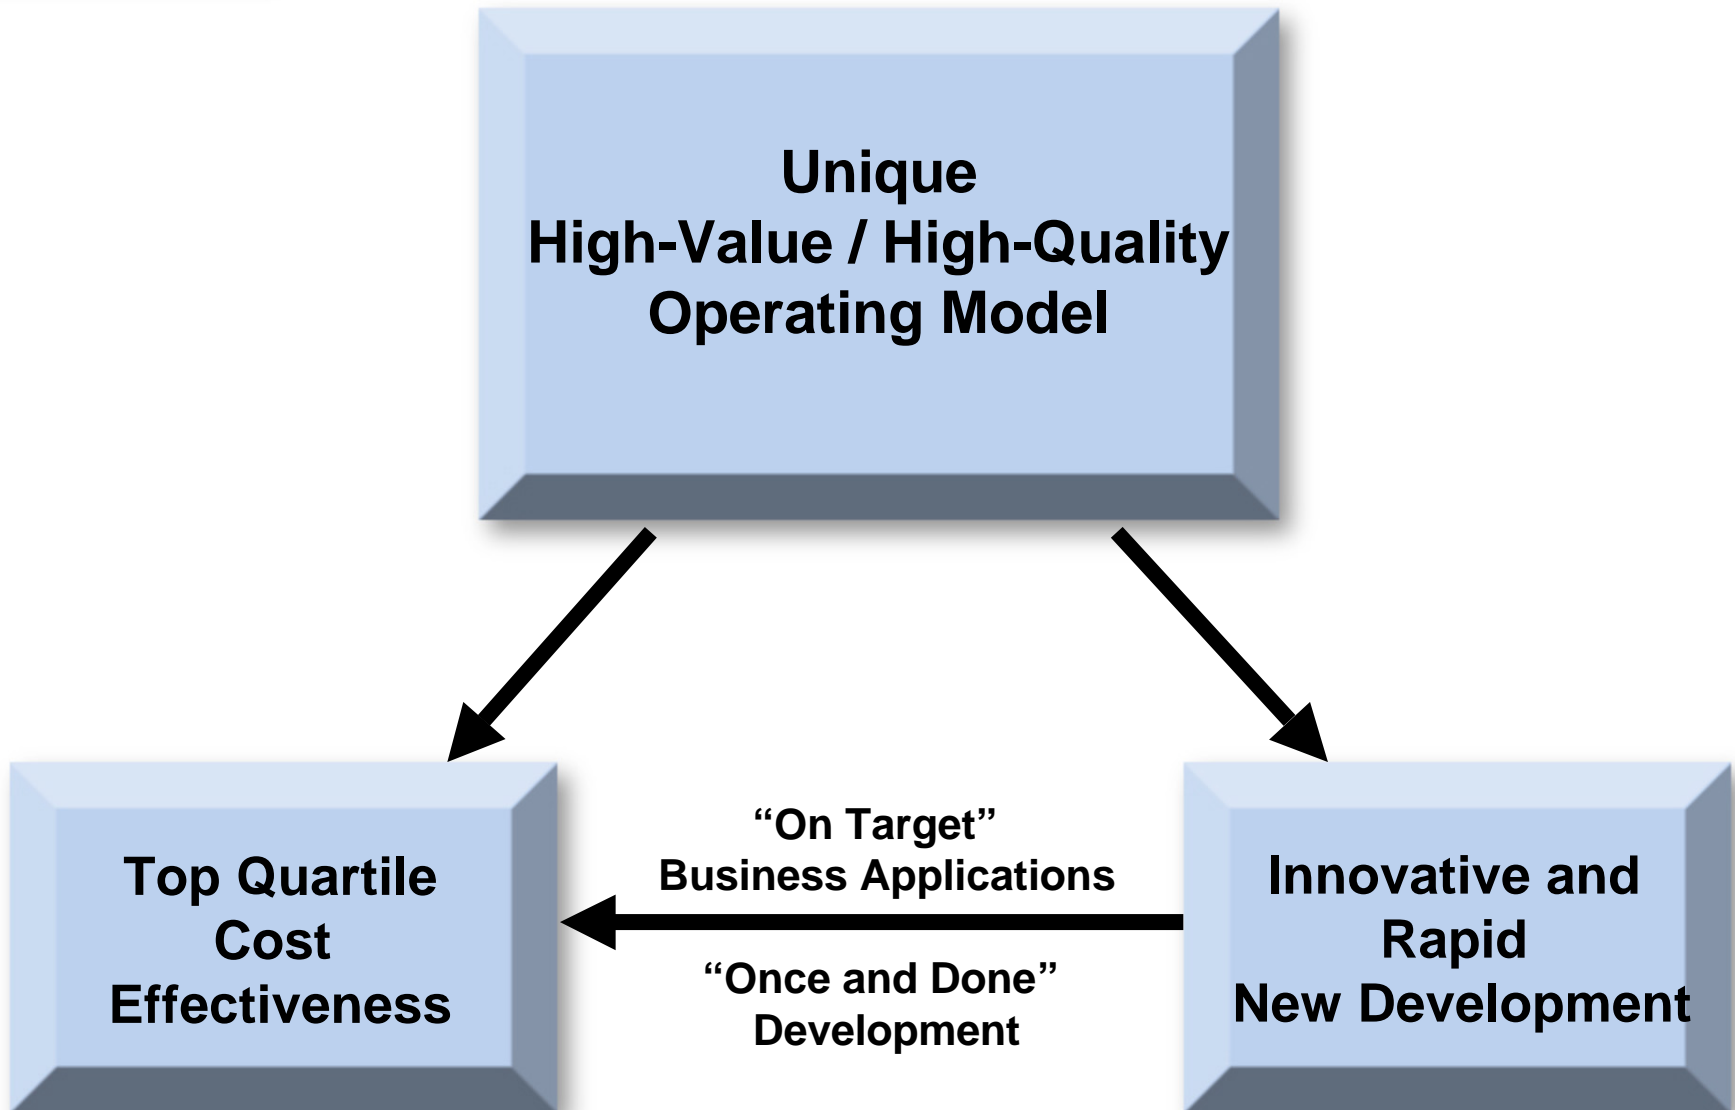 Unique
High-Value / High-Quality
Operating Model
Top Quartile
Cost
Effectiveness
“On Target”
Business Applications
“Once and Done”
Development
Innovative and
Rapid
New Development